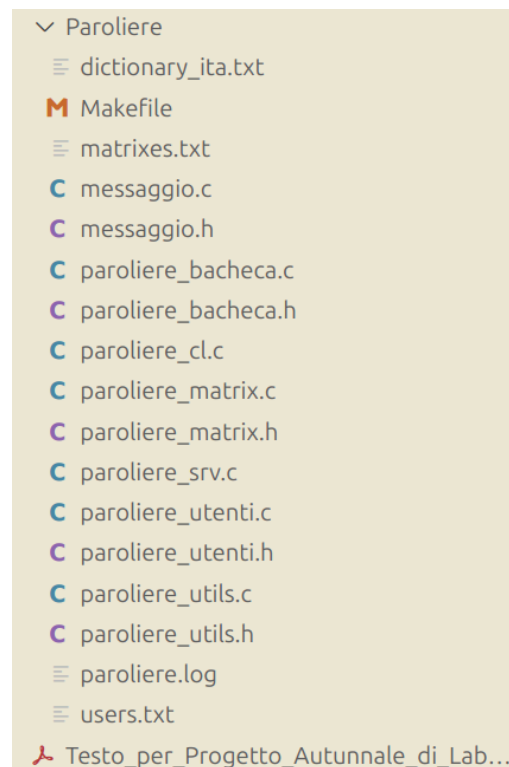 Paroliere
dictionary_ita.txt
M Makefile
matrixes.txt
C messaggio.c
C messaggio.h
C paroliere_bacheca.c
C paroliere_bacheca.h
C paroliere_cl.c
C paroliere_matrix.c
C paroliere_matrix.h
C paroliere_srv.c
C paroliere_utenti.c
C paroliere_utenti.h
C paroliere_utils.c
C paroliere_utils.h
paroliere.log
users.txt
Testo_per_Progetto_Autunnale_di_Lab...